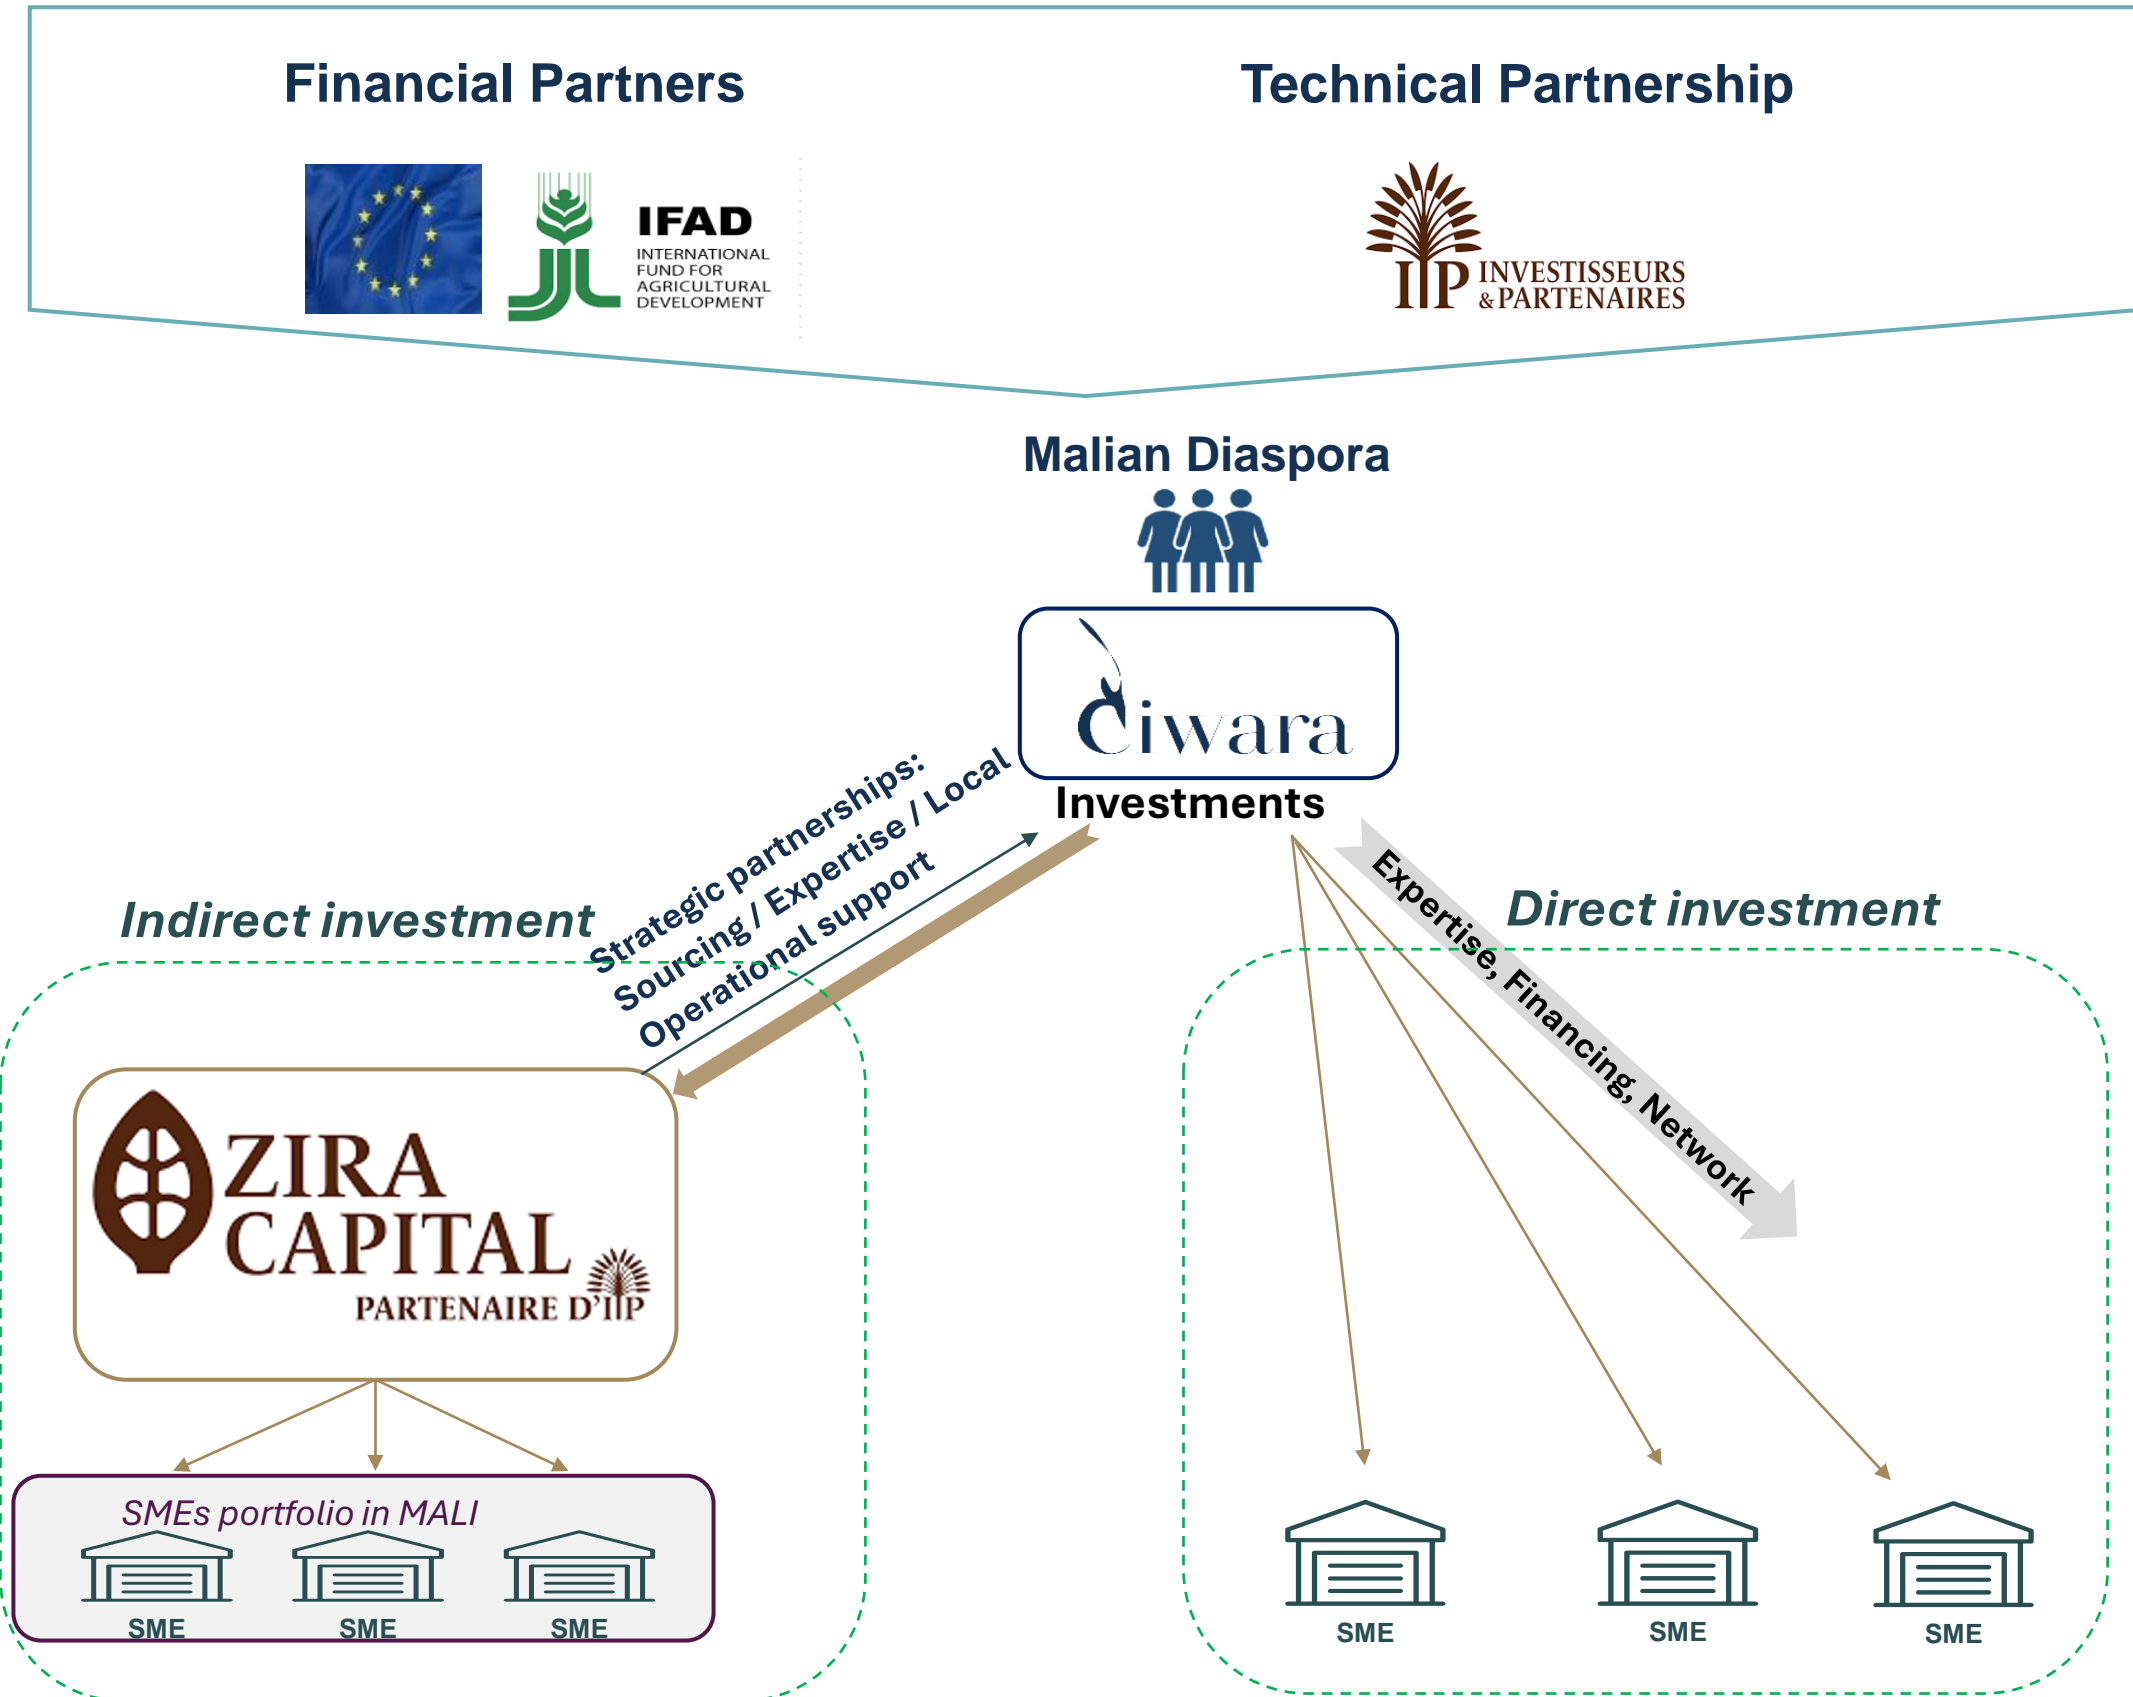 Financial Partners
Technical Partnership
IFAD
INTERNATIONAL
FUND FOR
AGRICULTURAL
DEVELOPMENT
I&P INVESTISSEURS
&PARTENAIRES
Malian Diaspora
Ciwara
Investments
Strategic partnerships:
Sourcing / Expertise / Local
Operational support
Expertise, Financing, Network
Indirect investment
Direct investment
ZIRA
CAPITAL
PARTENAIRE D'I&P
SMEs portfolio in MALI
SME
SME
SME
SME
SME
SME